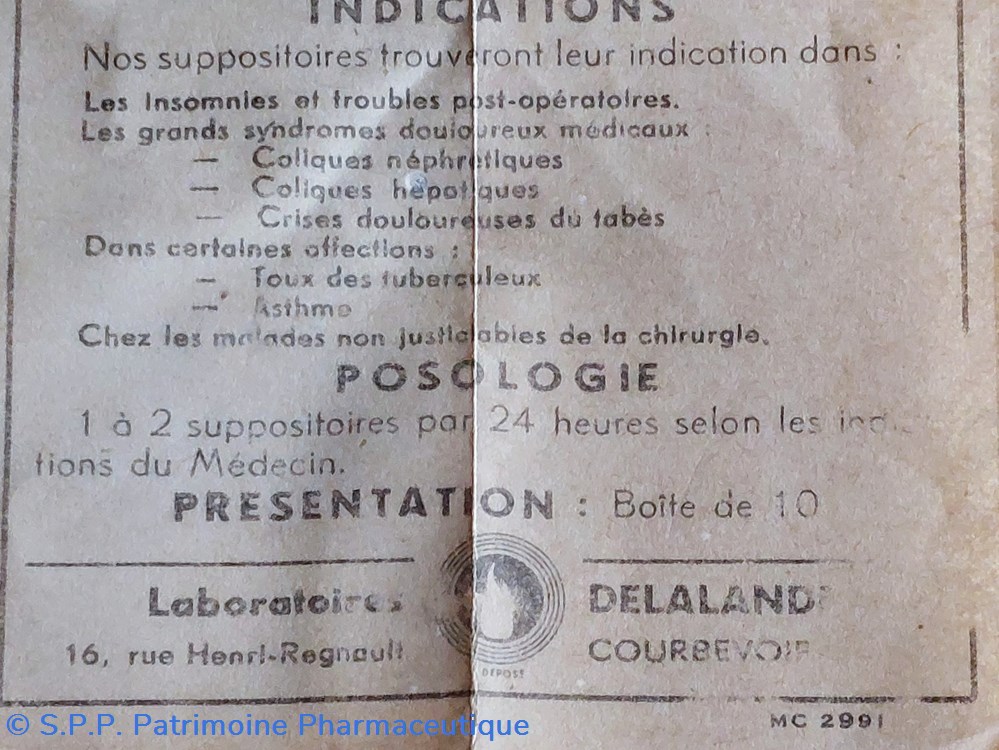 INDICATIONS
Nos suppositoires trouveront leur indication dans :
Les Insomnies et troubles post-opératoires.
Les grands syndromes douloureux médicaux :
— Coliques néphretiques
— Coliques hépatiques
— Crises douloureuses du tabès
Dans certaines affections :
— Toux des tuberculeux
— Asthme
Chez les malades non justiciables de la chirurgie.
POSOLOGIE
1 à 2 suppositoires par 24 heures selon les indica-
tions du Médecin.
PRESENTATION : Boîte de 10
Laboratoires DELALANDE
16, rue Henri-Regnault COURBEVOIE
DÉPOSÉ
MC 2991
© S.P.P. Patrimoine Pharmaceutique